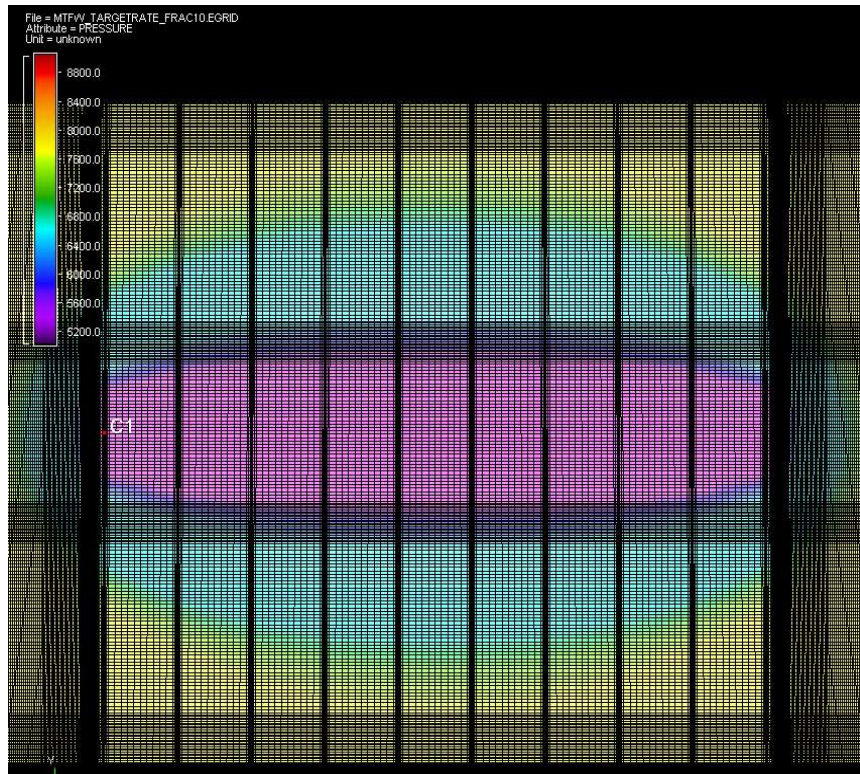 File = MTFW_TARGETRATE_FRAC10.EGRID
Attribute = PRESSURE
Unit = unknown
8800.0
8400.0
8000.0
7600.0
7200.0
6800.0
6400.0
6000.0
5600.0
5200.0
C1
Y